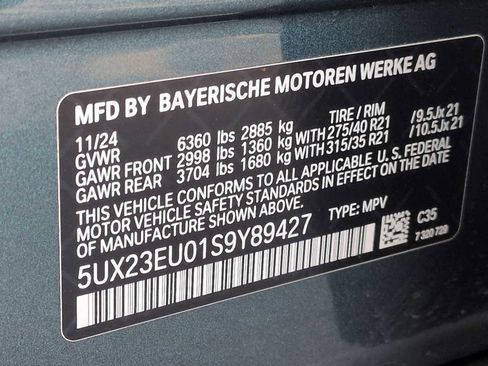 MFD BY BAYERISCHE MOTOREN WERKE AG
11/24 TIRE / RIM
GVWR 6360 lbs 2885 kg
GAWR FRONT 2998 lbs 1360 kg WITH 275/40 R21 /9.5Jx21
GAWR REAR 3704 lbs 1680 kg WITH 315/35 R21 /10.5Jx21
THIS VEHICLE CONFORMS TO ALL APPLICABLE U.S. FEDERAL
MOTOR VEHICLE SAFETY STANDARDS IN EFFECT ON THE
DATE OF MANUFACTURE SHOWN ABOVE.
5UX23EU01S9Y89427 TYPE: MPV C35
7320729